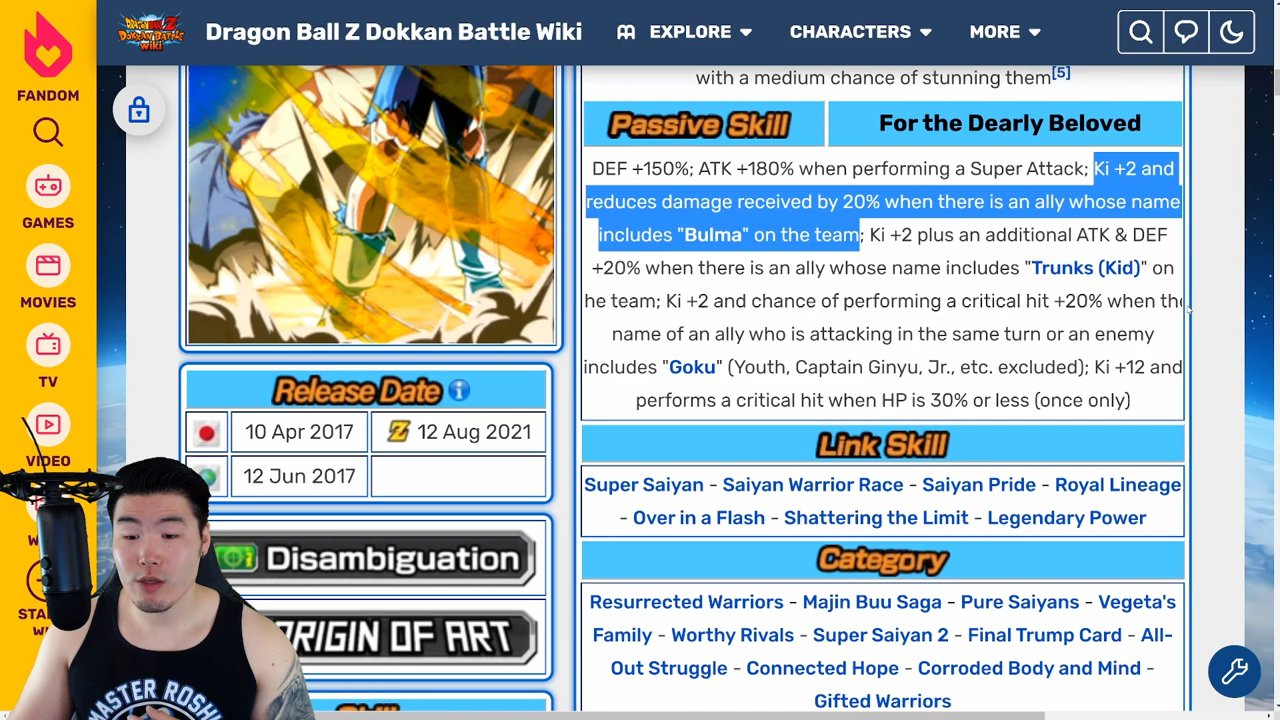 DRAGON BALL Z
DOKKAN BATTLE
WIKI
Dragon Ball Z Dokkan Battle Wiki
EXPLORE
CHARACTERS
MORE
FANDOM
GAMES
MOVIES
TV
VIDEO
with a medium chance of stunning them[5]
Passive Skill
For the Dearly Beloved
DEF +150%; ATK +180% when performing a Super Attack; Ki +2 and
reduces damage received by 20% when there is an ally whose name
includes "Bulma" on the team; Ki +2 plus an additional ATK & DEF
+20% when there is an ally whose name includes "Trunks (Kid)" on
he team; Ki +2 and chance of performing a critical hit +20% when the
name of an ally who is attacking in the same turn or an enemy
includes "Goku" (Youth, Captain Ginyu, Jr., etc. excluded); Ki +12 and
performs a critical hit when HP is 30% or less (once only)
Release Date
10 Apr 2017
Z 12 Aug 2021
12 Jun 2017
Disambiguation
ORIGIN OF ART
Skill
Link Skill
Super Saiyan - Saiyan Warrior Race - Saiyan Pride - Royal Lineage
- Over in a Flash - Shattering the Limit - Legendary Power
Category
Resurrected Warriors - Majin Buu Saga - Pure Saiyans - Vegeta's
Family - Worthy Rivals - Super Saiyan 2 - Final Trump Card - All-
Out Struggle - Connected Hope - Corroded Body and Mind -
Gifted Warriors
MASTER ROSHI